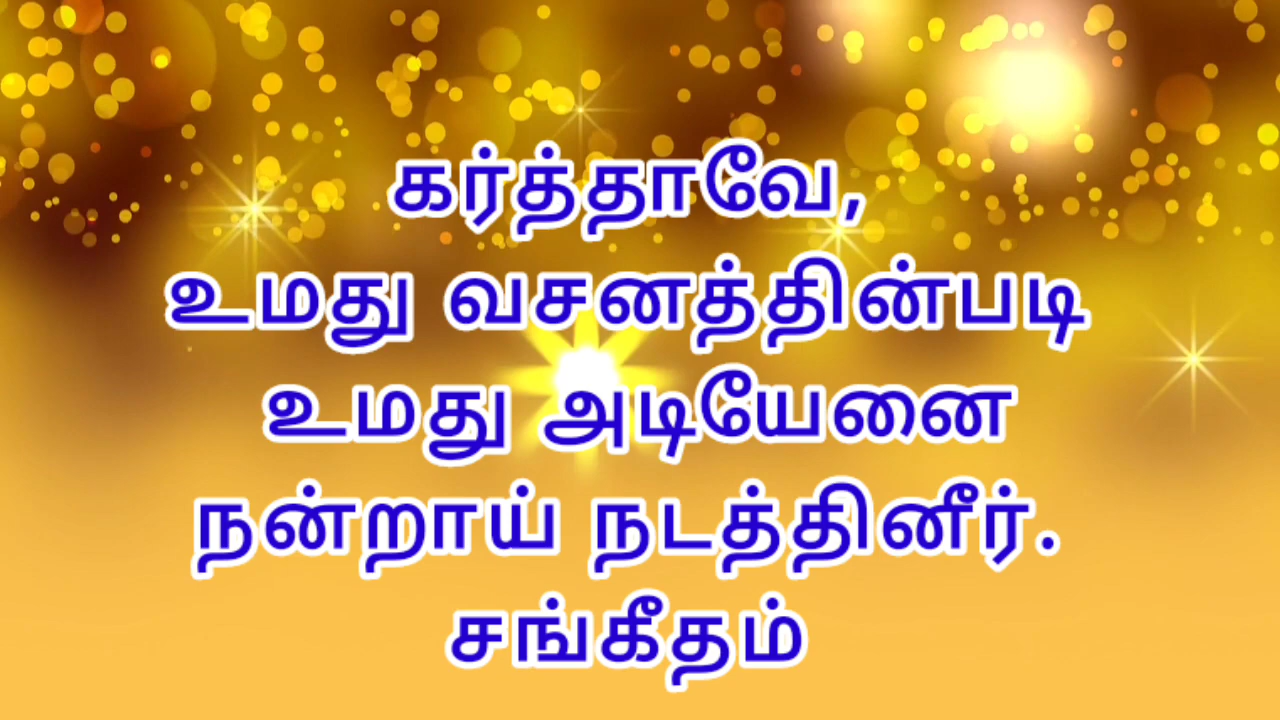 கர்த்தாவே,
உமது வசனத்தின்படி
உமது அடியேனை
நன்றாய் நடத்தினீர்.
சங்கீதம்